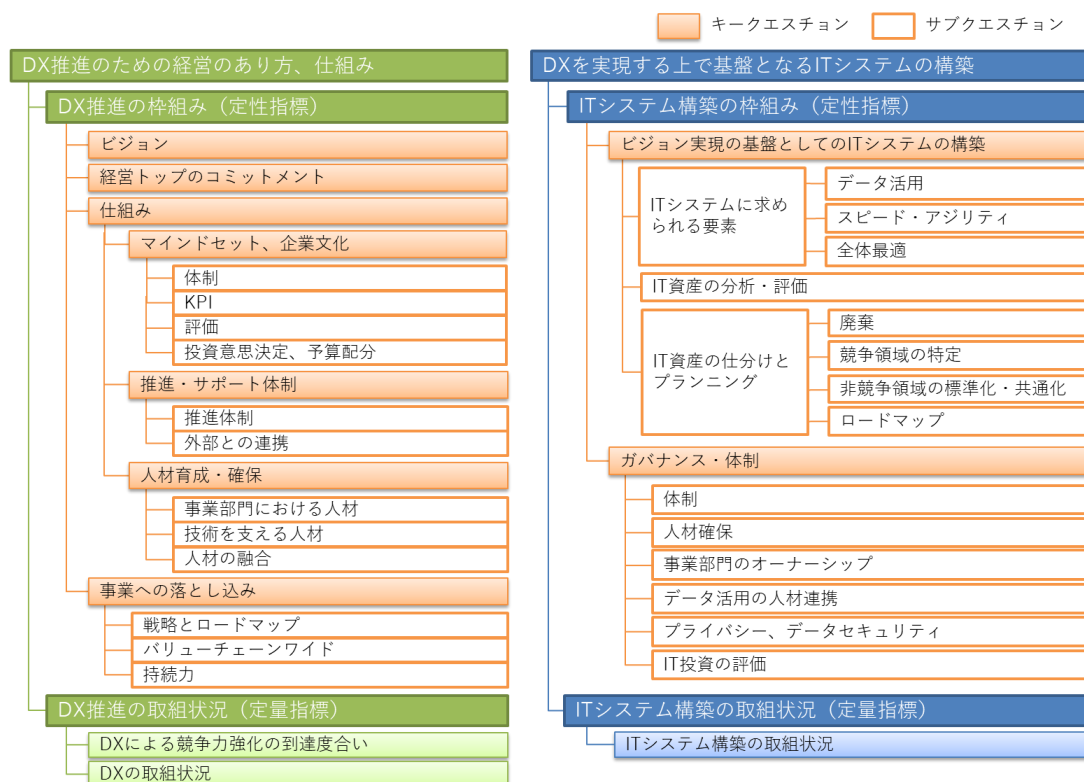 キークエスチョン
サブクエスチョン
DX推進のための経営のあり方、仕組み
DX推進の枠組み（定性指標）
ビジョン
経営トップのコミットメント
仕組み
マインドセット、企業文化
体制
KPI
評価
投資意思決定、予算配分
推進・サポート体制
推進体制
外部との連携
人材育成・確保
事業部門における人材
技術を支える人材
人材の融合
事業への落とし込み
戦略とロードマップ
バリューチェーンワイド
持続力
DX推進の取組状況（定量指標）
DXによる競争力強化の到達度合い
DXの取組状況
DXを実現する上で基盤となるITシステムの構築
ITシステム構築の枠組み（定性指標）
ビジョン実現の基盤としてのITシステムの構築
ITシステムに求め
られる要素
データ活用
スピード・アジリティ
全体最適
IT資産の分析・評価
IT資産の仕分けと
プランニング
廃棄
競争領域の特定
非競争領域の標準化・共通化
ロードマップ
ガバナンス・体制
体制
人材確保
事業部門のオーナーシップ
データ活用の人材連携
プライバシー、データセキュリティ
IT投資の評価
ITシステム構築の取組状況（定量指標）
ITシステム構築の取組状況